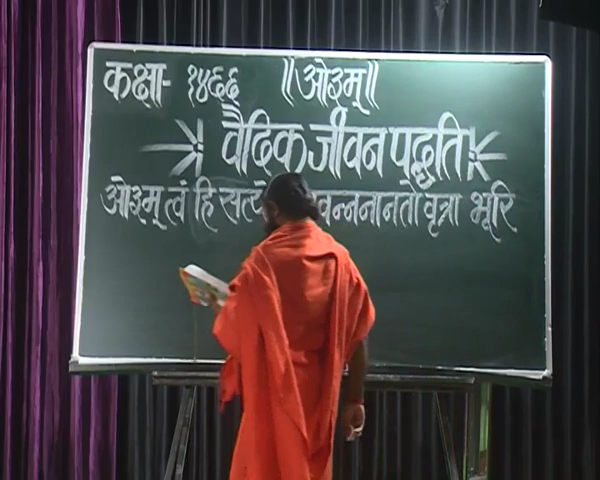 कक्षा- १४६६ ॥ओ३म्॥
वैदिक जीवन पद्धति
ओ३म् त्वं हि वृत्रा भूरि